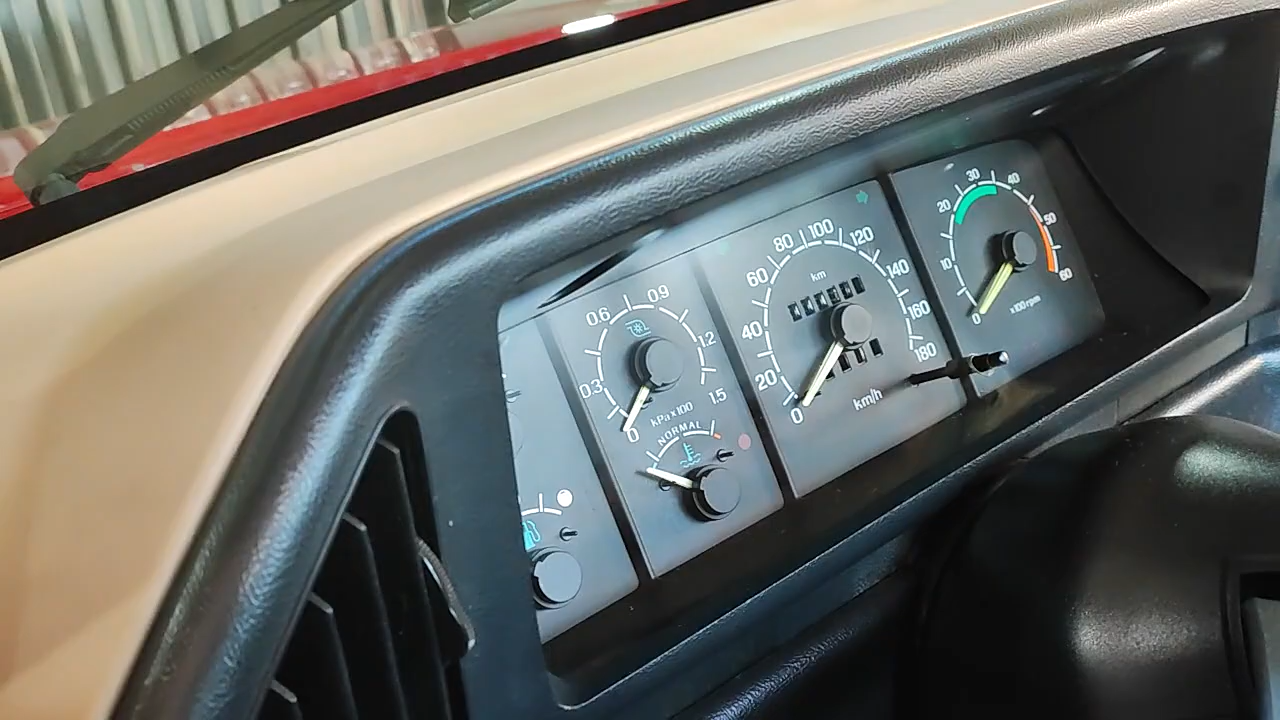 0.3 0.6 0.9 1.2 1.5
0
kPa x 100
NORMAL
0 20 40 60 80 100 120 140 160 180
km
km/h
0 10 20 30 40 50 60
x100 rpm